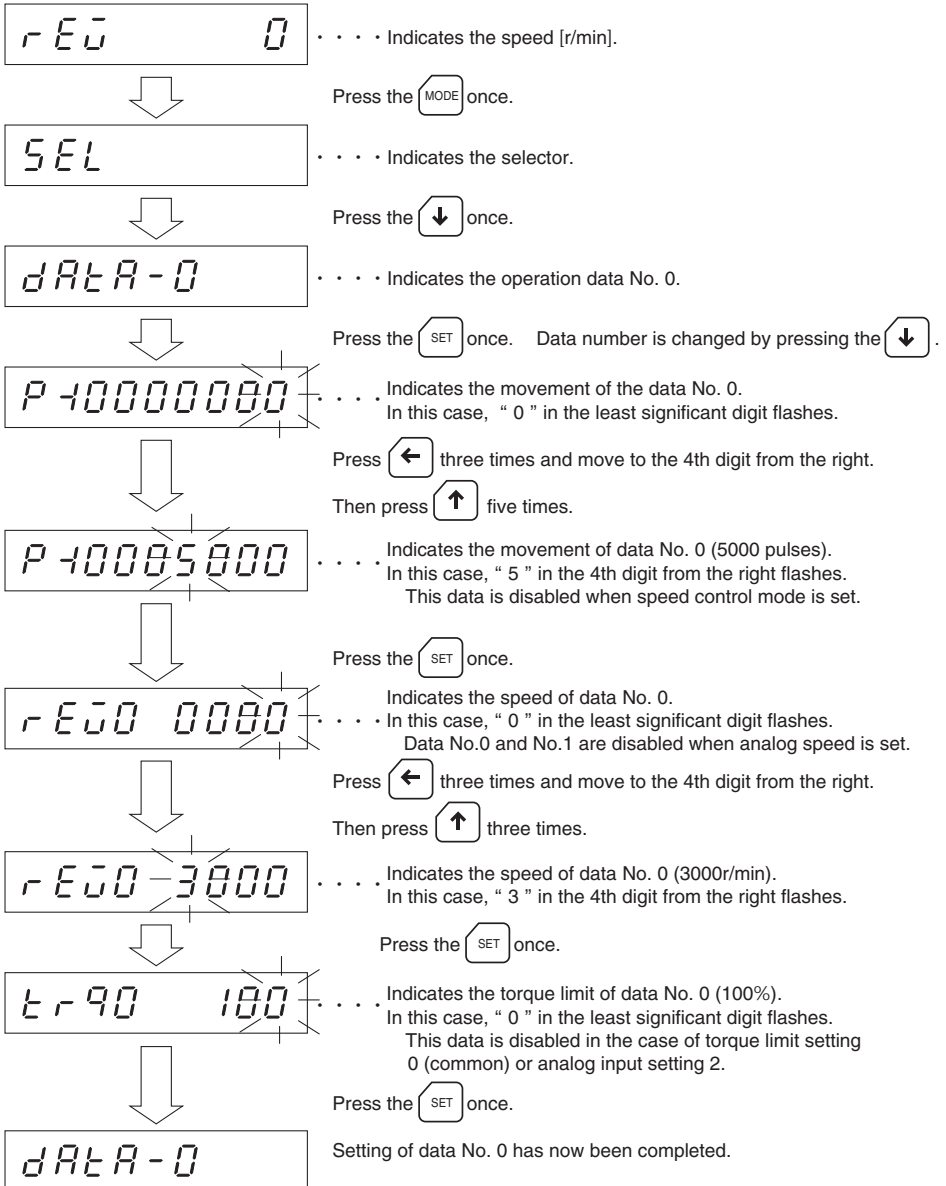 rEv 0 ・・・・Indicates the speed [r/min].
Press the MODE once.
SEL ・・・・Indicates the selector.
Press the ↓ once.
dAtA-0 ・・・・Indicates the operation data No. 0.
Press the SET once. Data number is changed by pressing the ↓ .
P-10000000 ・・・・Indicates the movement of the data No. 0.
In this case, “ 0 ” in the least significant digit flashes.
Press ← three times and move to the 4th digit from the right.
Then press ↑ five times.
P-10005000 ・・・・Indicates the movement of data No. 0 (5000 pulses).
In this case, “ 5 ” in the 4th digit from the right flashes.
This data is disabled when speed control mode is set.
Press the SET once.
Indicates the speed of data No. 0.
rEv0 0000 ・・・・In this case, “ 0 ” in the least significant digit flashes.
Data No.0 and No.1 are disabled when analog speed is set.
Press ← three times and move to the 4th digit from the right.
Then press ↑ three times.
rEv0 3000 ・・・・Indicates the speed of data No. 0 (3000r/min).
In this case, “ 3 ” in the 4th digit from the right flashes.
Press the SET once.
trq0 100 ・・・・Indicates the torque limit of data No. 0 (100%).
In this case, “ 0 ” in the least significant digit flashes.
This data is disabled in the case of torque limit setting
0 (common) or analog input setting 2.
Press the SET once.
dAtA-0 Setting of data No. 0 has now been completed.